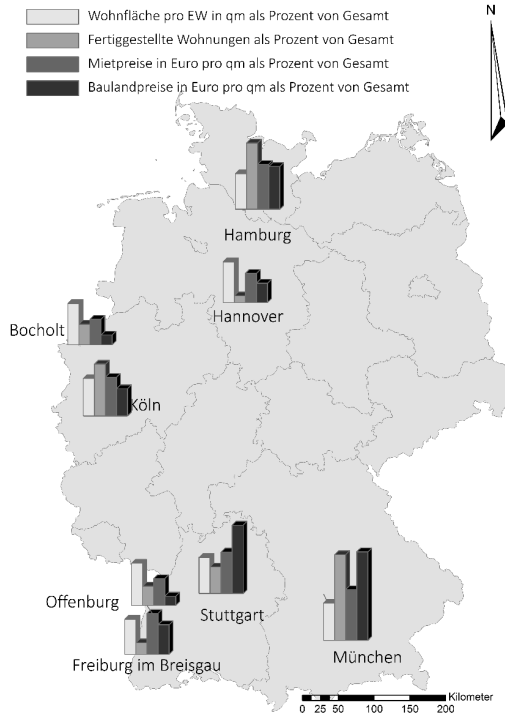 N
Wohnfläche pro EW in qm als Prozent von Gesamt
Fertiggestellte Wohnungen als Prozent von Gesamt
Mietpreise in Euro pro qm als Prozent von Gesamt
Baulandpreise in Euro pro qm als Prozent von Gesamt
Hamburg
Hannover
Bocholt
Köln
Offenburg
Stuttgart
Freiburg im Breisgau
München
Kilometer
0 25 50 100 150 200